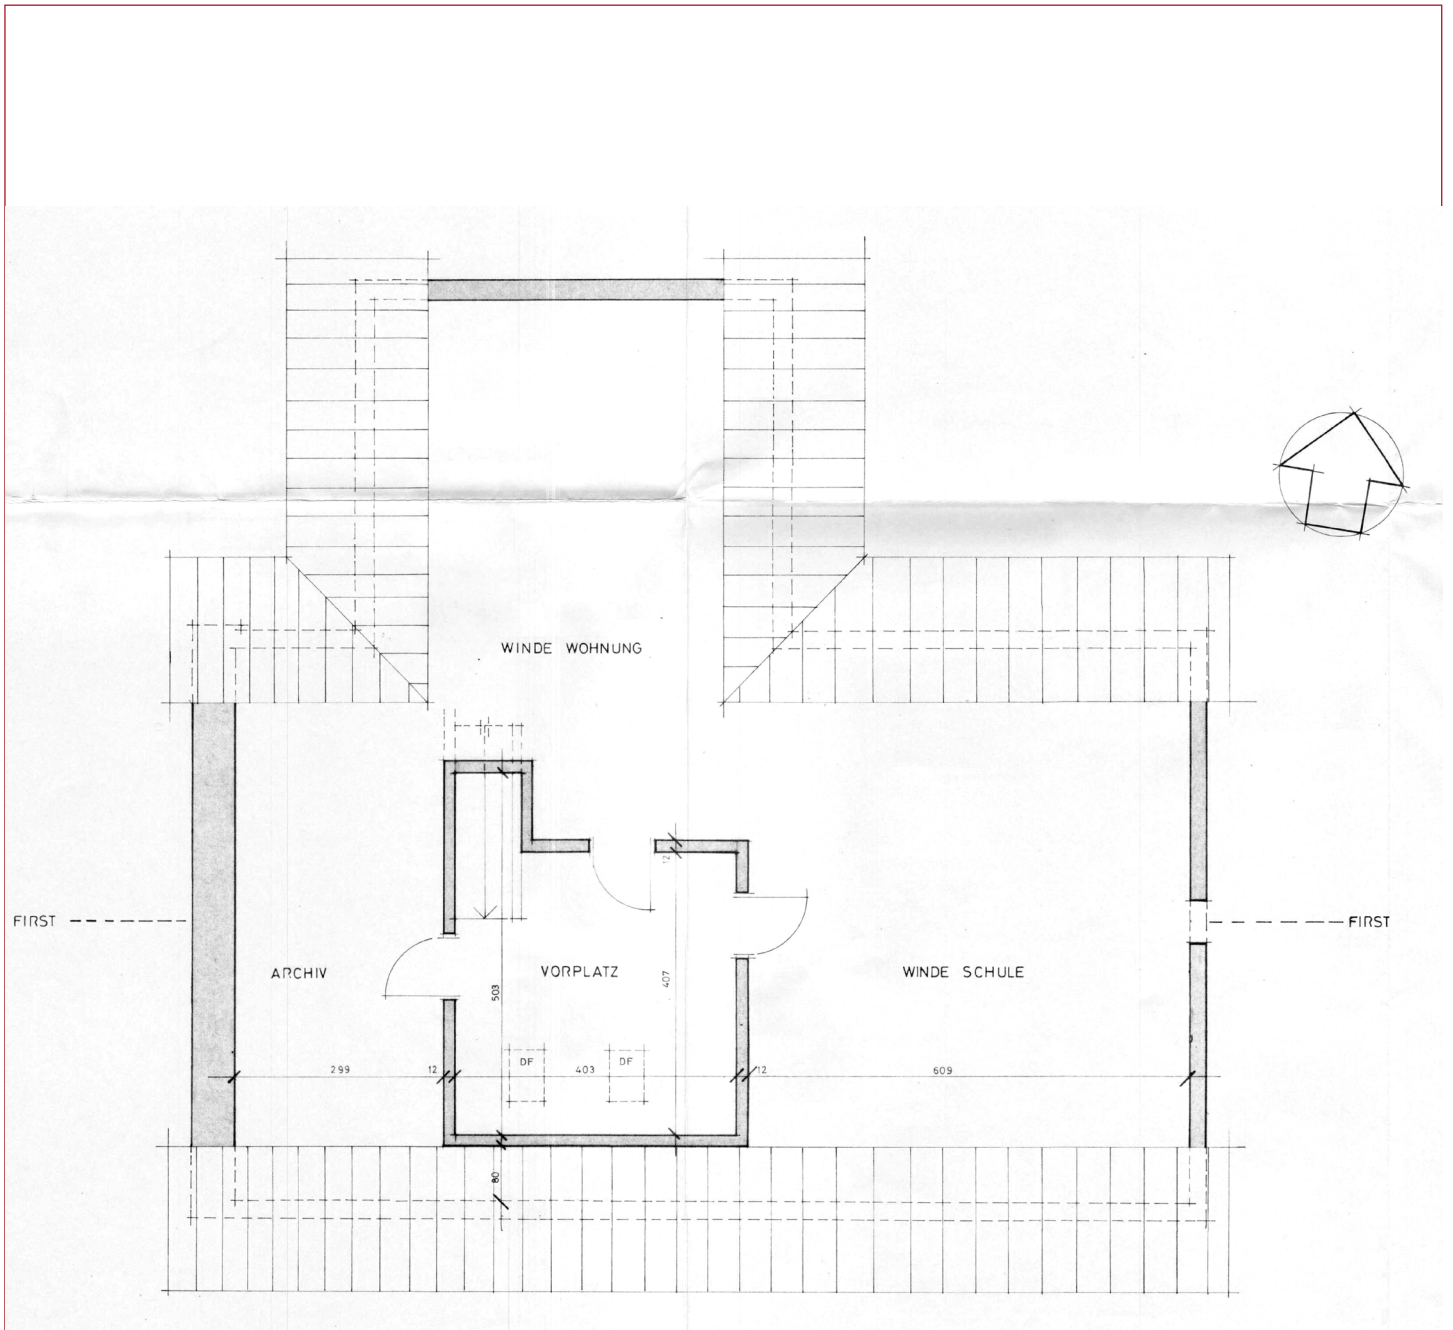 WINDE WOHNUNG
12
FIRST
FIRST
ARCHIV
VORPLATZ
WINDE SCHULE
503
407
DF
DF
299
12
403
12
609
80